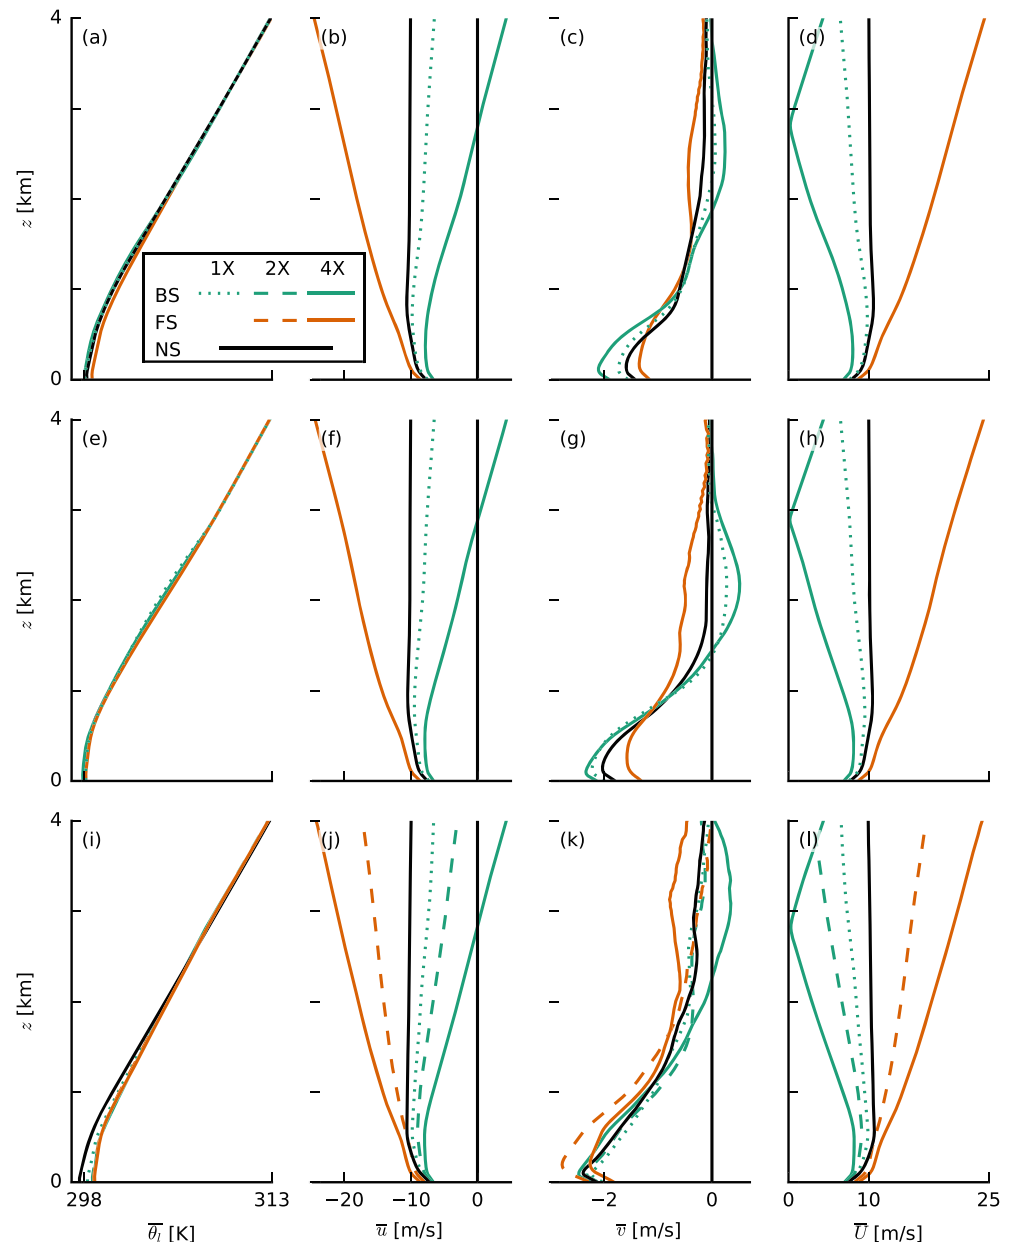 4
(a)
(b)
(c)
(d)
z [km]
1X 2X 4X
BS
FS
NS
0
4
(e)
(f)
(g)
(h)
z [km]
0
4
(i)
(j)
(k)
(l)
z [km]
0
298 313
−20 −10 0
−2 0
0 10 25
θ̅ₗ [K]
u̅ [m/s]
v̅ [m/s]
U̅ [m/s]